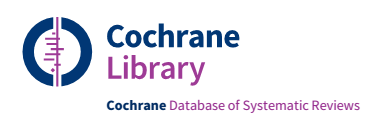 Cochrane
Library
Cochrane Database of Systematic Reviews